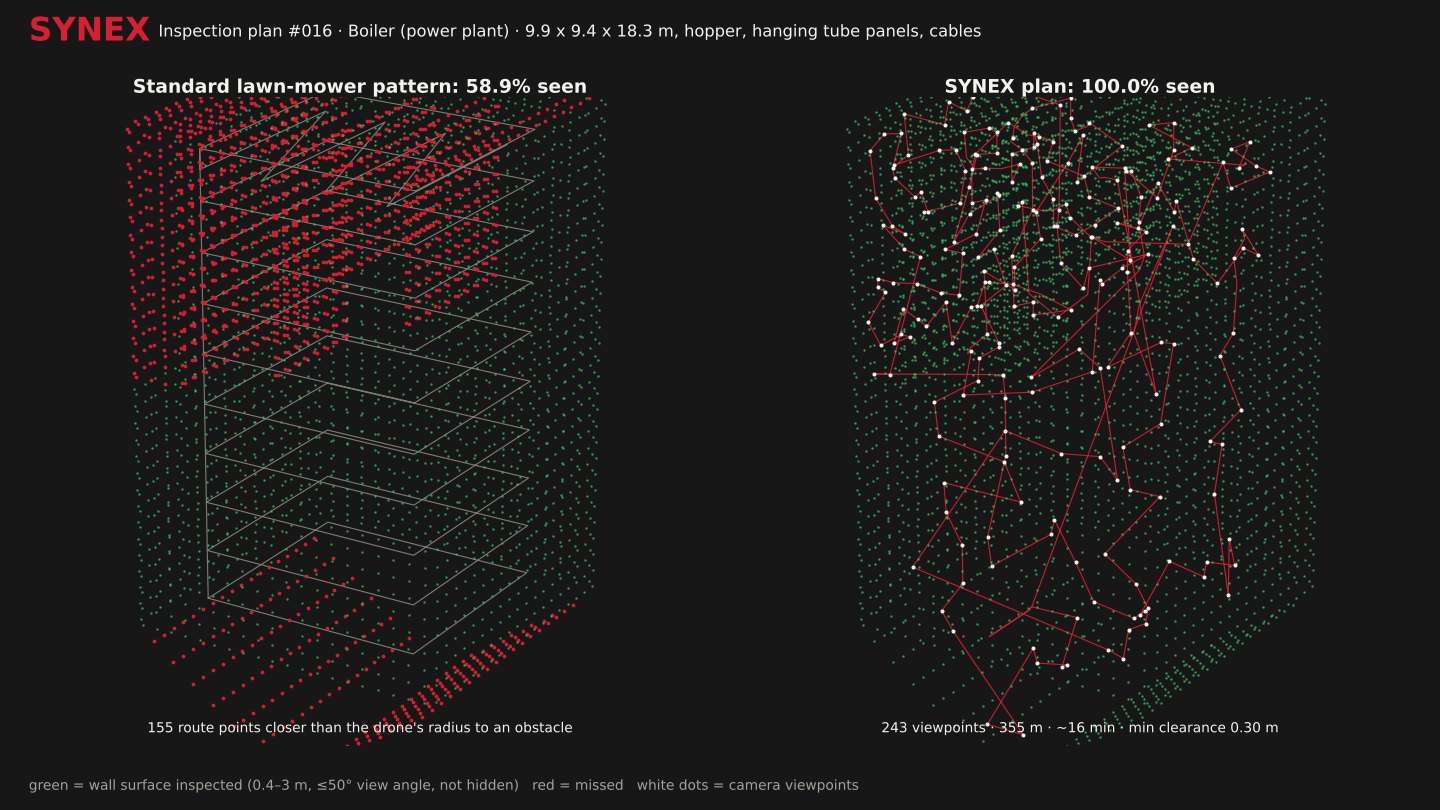 SYNEX Inspection plan #016 · Boiler (power plant) · 9.9 x 9.4 x 18.3 m, hopper, hanging tube panels, cables
Standard lawn-mower pattern: 58.9% seen
155 route points closer than the drone's radius to an obstacle
SYNEX plan: 100.0% seen
243 viewpoints · 355 m · ~16 min · min clearance 0.30 m
green = wall surface inspected (0.4–3 m, ≤50° view angle, not hidden) red = missed white dots = camera viewpoints